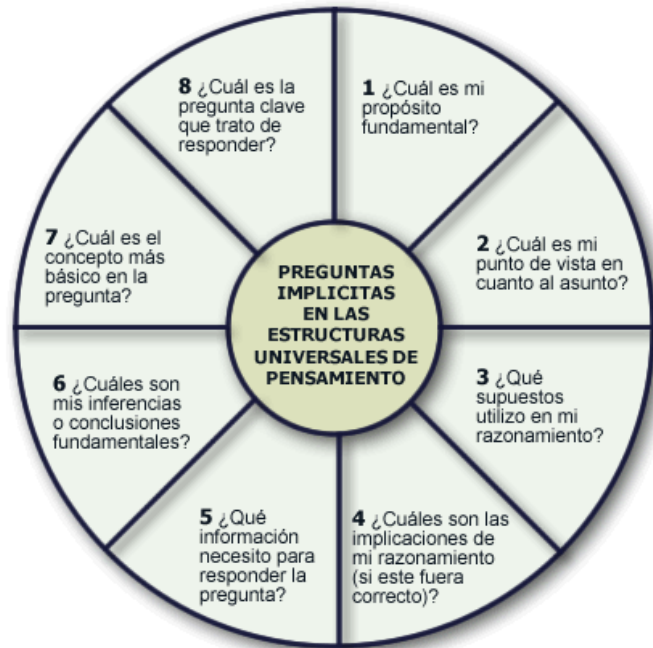 PREGUNTAS
IMPLICITAS
EN LAS
ESTRUCTURAS
UNIVERSALES DE
PENSAMIENTO
1 ¿Cuál es mi
propósito
fundamental?
2 ¿Cuál es mi
punto de vista en
cuanto al asunto?
3 ¿Qué
supuestos
utilizo en mi
razonamiento?
4 ¿Cuáles son las
implicaciones de
mi razonamiento
(si este fuera
correcto)?
5 ¿Qué
información
necesito para
responder la
pregunta?
6 ¿Cuáles son
mis inferencias
o conclusiones
fundamentales?
7 ¿Cuál es el
concepto más
básico en la
pregunta?
8 ¿Cuál es la
pregunta clave
que trato de
responder?